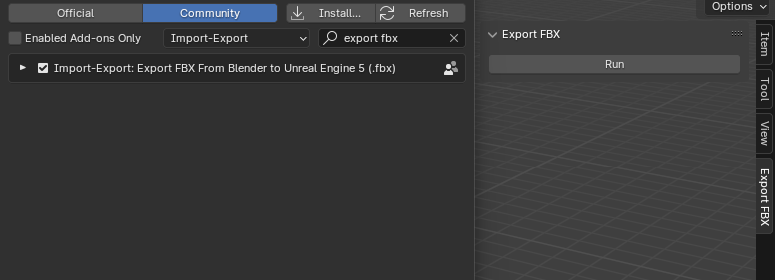 Official
Community
Install...
Refresh
Enabled Add-ons Only
Import-Export
export fbx
Import-Export: Export FBX From Blender to Unreal Engine 5 (.fbx)
Options
Export FBX
Run
Item
Tool
View
Export FBX